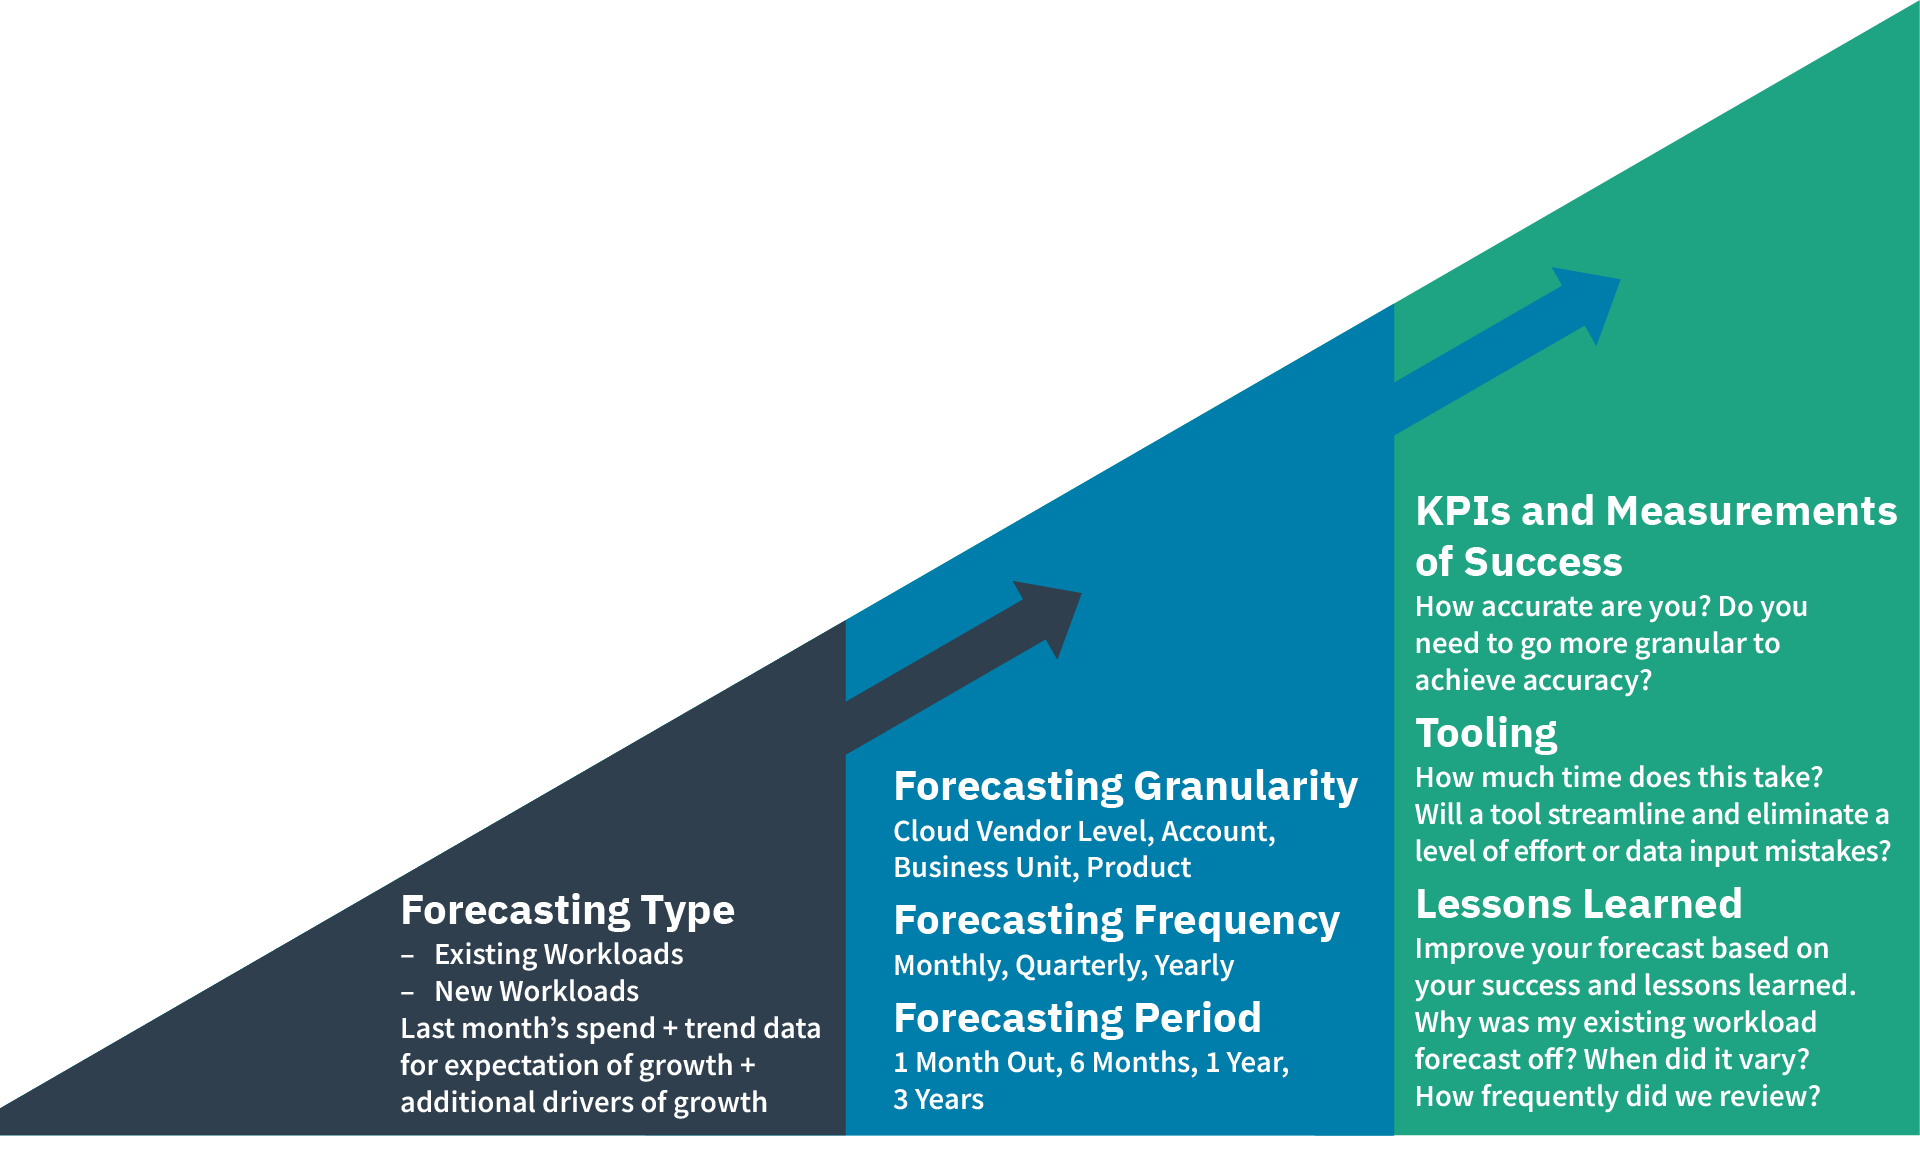 Forecasting Type
– Existing Workloads
– New Workloads
Last month’s spend + trend data
for expectation of growth +
additional drivers of growth
Forecasting Granularity
Cloud Vendor Level, Account,
Business Unit, Product
Forecasting Frequency
Monthly, Quarterly, Yearly
Forecasting Period
1 Month Out, 6 Months, 1 Year,
3 Years
KPIs and Measurements
of Success
How accurate are you? Do you
need to go more granular to
achieve accuracy?
Tooling
How much time does this take?
Will a tool streamline and eliminate a
level of effort or data input mistakes?
Lessons Learned
Improve your forecast based on
your success and lessons learned.
Why was my existing workload
forecast off? When did it vary?
How frequently did we review?